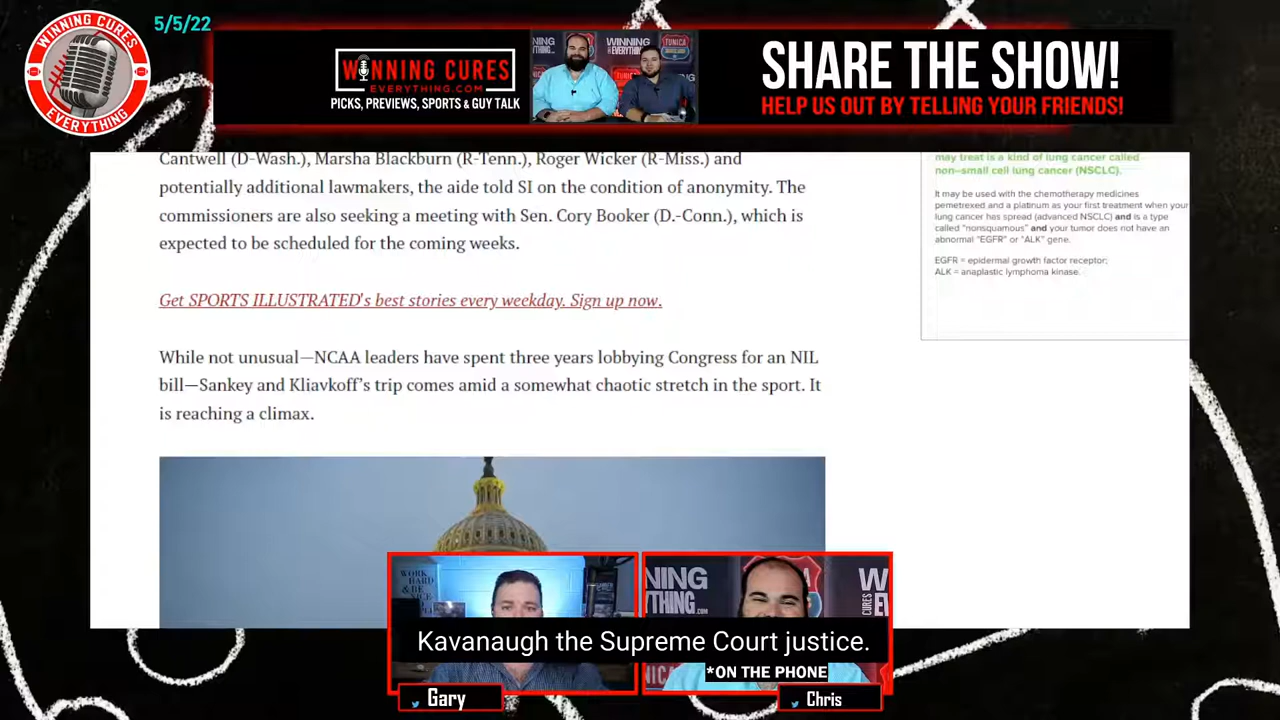 WINNING CURES
EVERYTHING
5/5/22
WINNING CURES
EVERYTHING.COM
PICKS, PREVIEWS, SPORTS & GUY TALK
TUNICA
SHARE THE SHOW!
HELP US OUT BY TELLING YOUR FRIENDS!
Cantwell (D-Wash.), Marsha Blackburn (R-Tenn.), Roger Wicker (R-Miss.) and
potentially additional lawmakers, the aide told SI on the condition of anonymity. The
commissioners are also seeking a meeting with Sen. Cory Booker (D.-Conn.), which is
expected to be scheduled for the coming weeks.
Get SPORTS ILLUSTRATED's best stories every weekday. Sign up now.
While not unusual—NCAA leaders have spent three years lobbying Congress for an NIL
bill—Sankey and Kliavkoff's trip comes amid a somewhat chaotic stretch in the sport. It
is reaching a climax.
may treat is a kind of lung cancer called
non-small cell lung cancer (NSCLC).
It may be used with the chemotherapy medicines
pemetrexed and a platinum as your first treatment when your
lung cancer has spread (advanced NSCLC) and is a type
called "nonsquamous" and your tumor does not have an
abnormal "EGFR" or "ALK" gene.
EGFR = epidermal growth factor receptor;
ALK = anaplastic lymphoma kinase.
WORK
HARD
& BE
NING
YTHING.COM
W
CURES
Kavanaugh the Supreme Court justice.
*ON THE PHONE
Gary
Chris